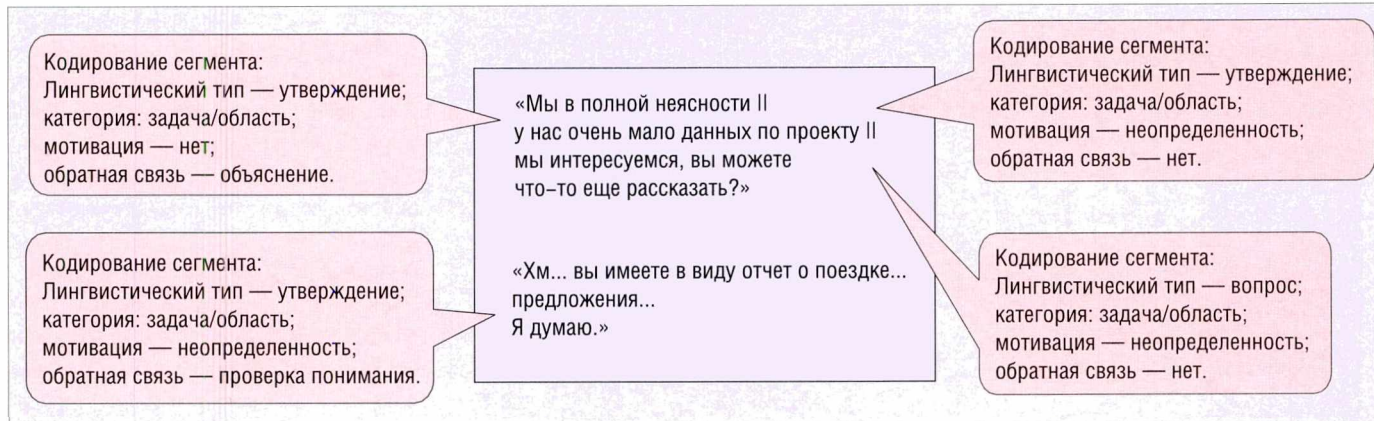 Кодирование сегмента:
Лингвистический тип — утверждение;
категория: задача/область;
мотивация — нет;
обратная связь — объяснение.
«Мы в полной неясности II
у нас очень мало данных по проекту II
мы интересуемся, вы можете
что-то еще рассказать?»
Кодирование сегмента:
Лингвистический тип — утверждение;
категория: задача/область;
мотивация — неопределенность;
обратная связь — нет.
Кодирование сегмента:
Лингвистический тип — утверждение;
категория: задача/область;
мотивация — неопределенность;
обратная связь — проверка понимания.
«Хм... вы имеете в виду отчет о поездке...
предложения...
Я думаю.»
Кодирование сегмента:
Лингвистический тип — вопрос;
категория: задача/область;
мотивация — неопределенность;
обратная связь — нет.